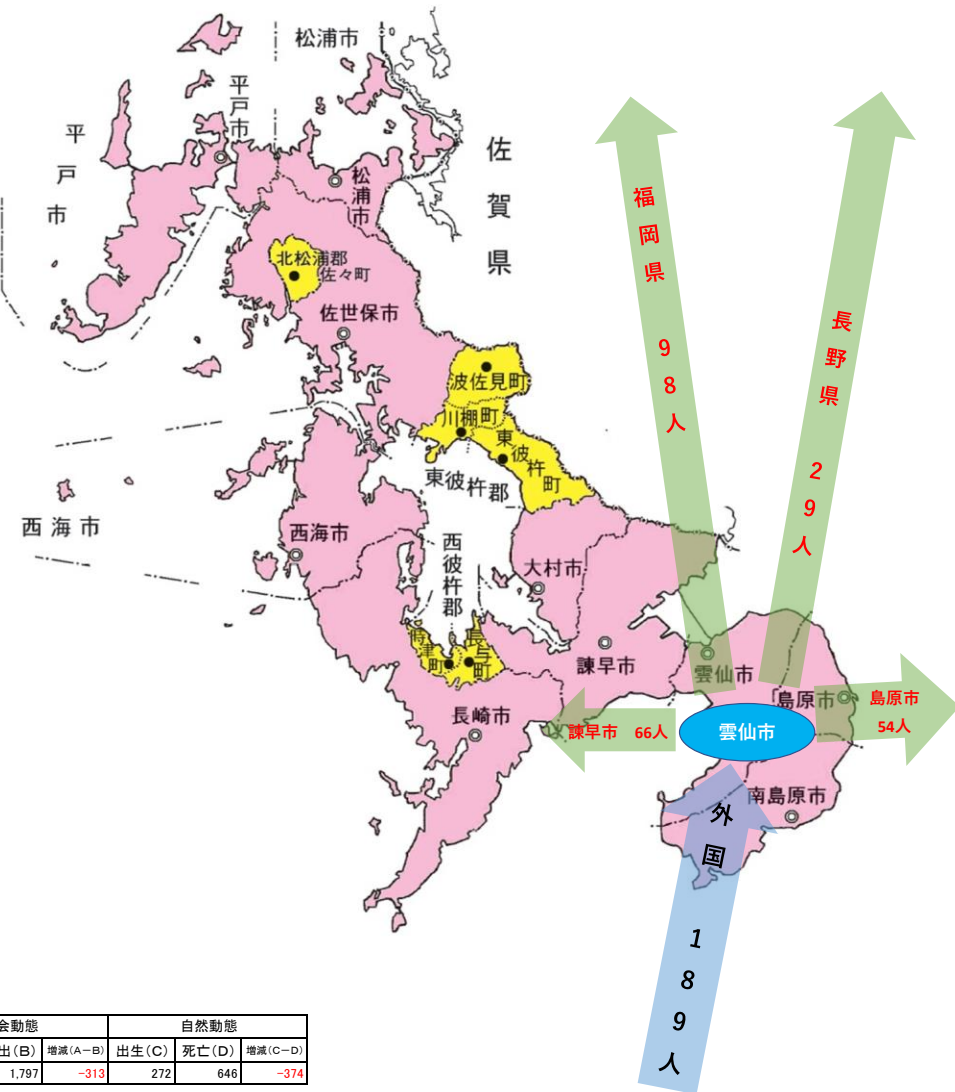 松浦市
平戸市
平戸市
松浦市
佐賀県
北松浦郡
佐々町
佐世保市
波佐見町
川棚町
東彼杵町
東彼杵郡
西海市
西海市
西彼杵郡
大村市
時津町
長与町
諫早市
長崎市
雲仙市
島原市
南島原市
福岡県 98人
長野県 29人
諫早市 66人
雲仙市
島原市
54人
外国 189人
会動態 自然動態
出(B) 増減(A-B) 出生(C) 死亡(D) 増減(C-D)
1,797 -313 272 646 -374